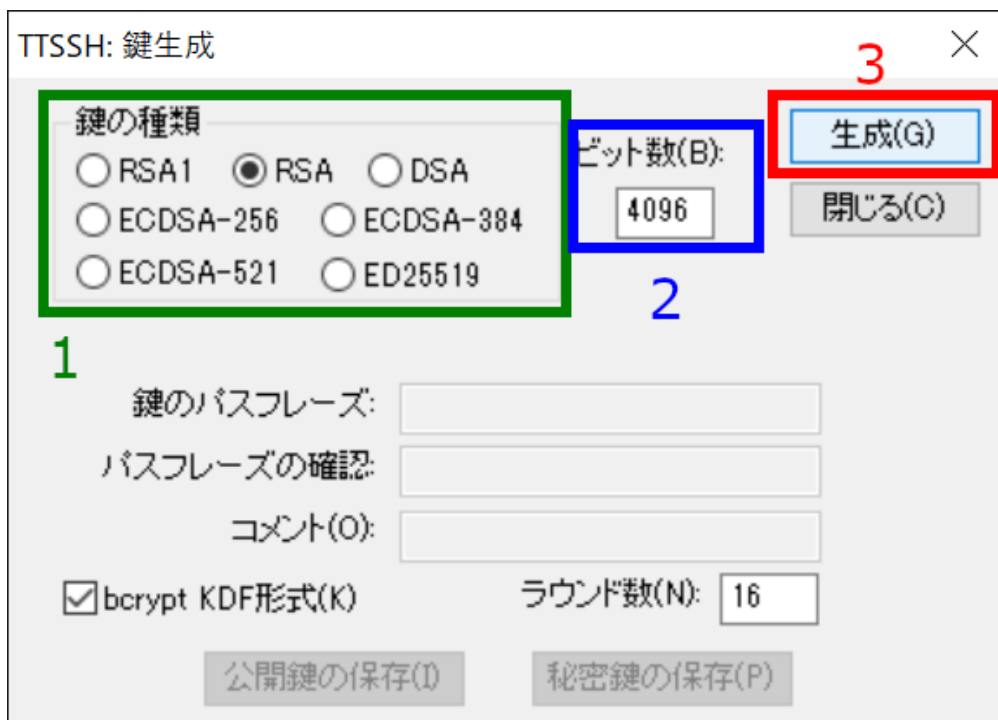 TTSSH: 鍵生成
3
鍵の種類
RSA1 RSA DSA
ECDSA-256 ECDSA-384
ECDSA-521 ED25519
ビット数(B):
4096
生成(G)
閉じる(C)
1
2
鍵のパスフレーズ:
パスフレーズの確認:
コメント(O):
bcrypt KDF形式(K) ラウンド数(N): 16
公開鍵の保存(I) 秘密鍵の保存(P)